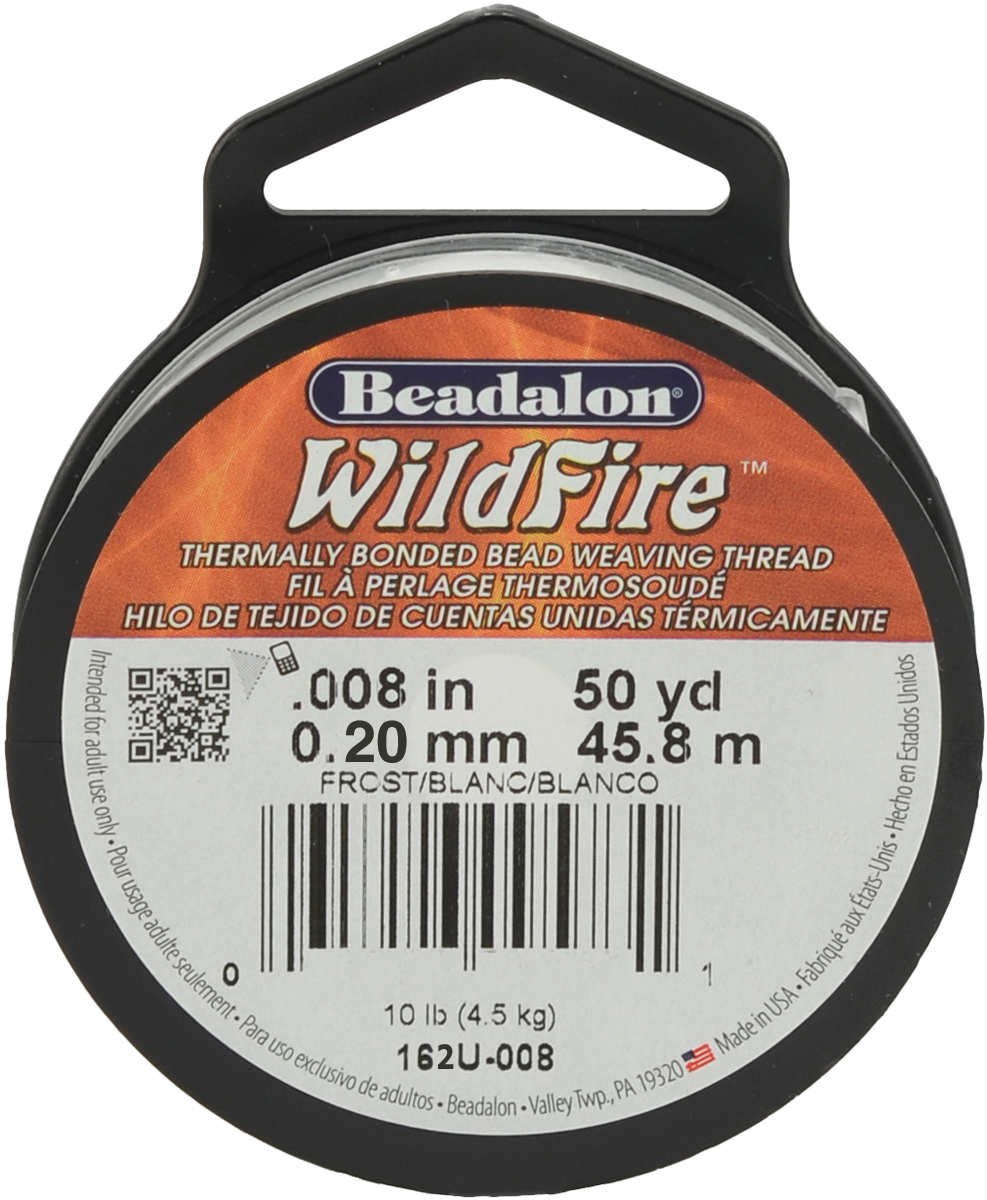 Beadalon®
WildFire™
THERMALLY BONDED BEAD WEAVING THREAD
FIL À PERLAGE THERMOSOUDÉ
HILO DE TEJIDO DE CUENTAS UNIDAS TÉRMICAMENTE
.008 in 50 yd
0.20 mm 45.8 m
FROST/BLANC/BLANCO
0 1
10 lb (4.5 kg)
162U-008
Intended for adult use only • Pour usage adulte seulement • Para uso exclusivo de adultos • Beadalon • Valley Twp., PA 19320 Made in USA • Fabriqué aux États-Unis • Hecho en Estados Unidos